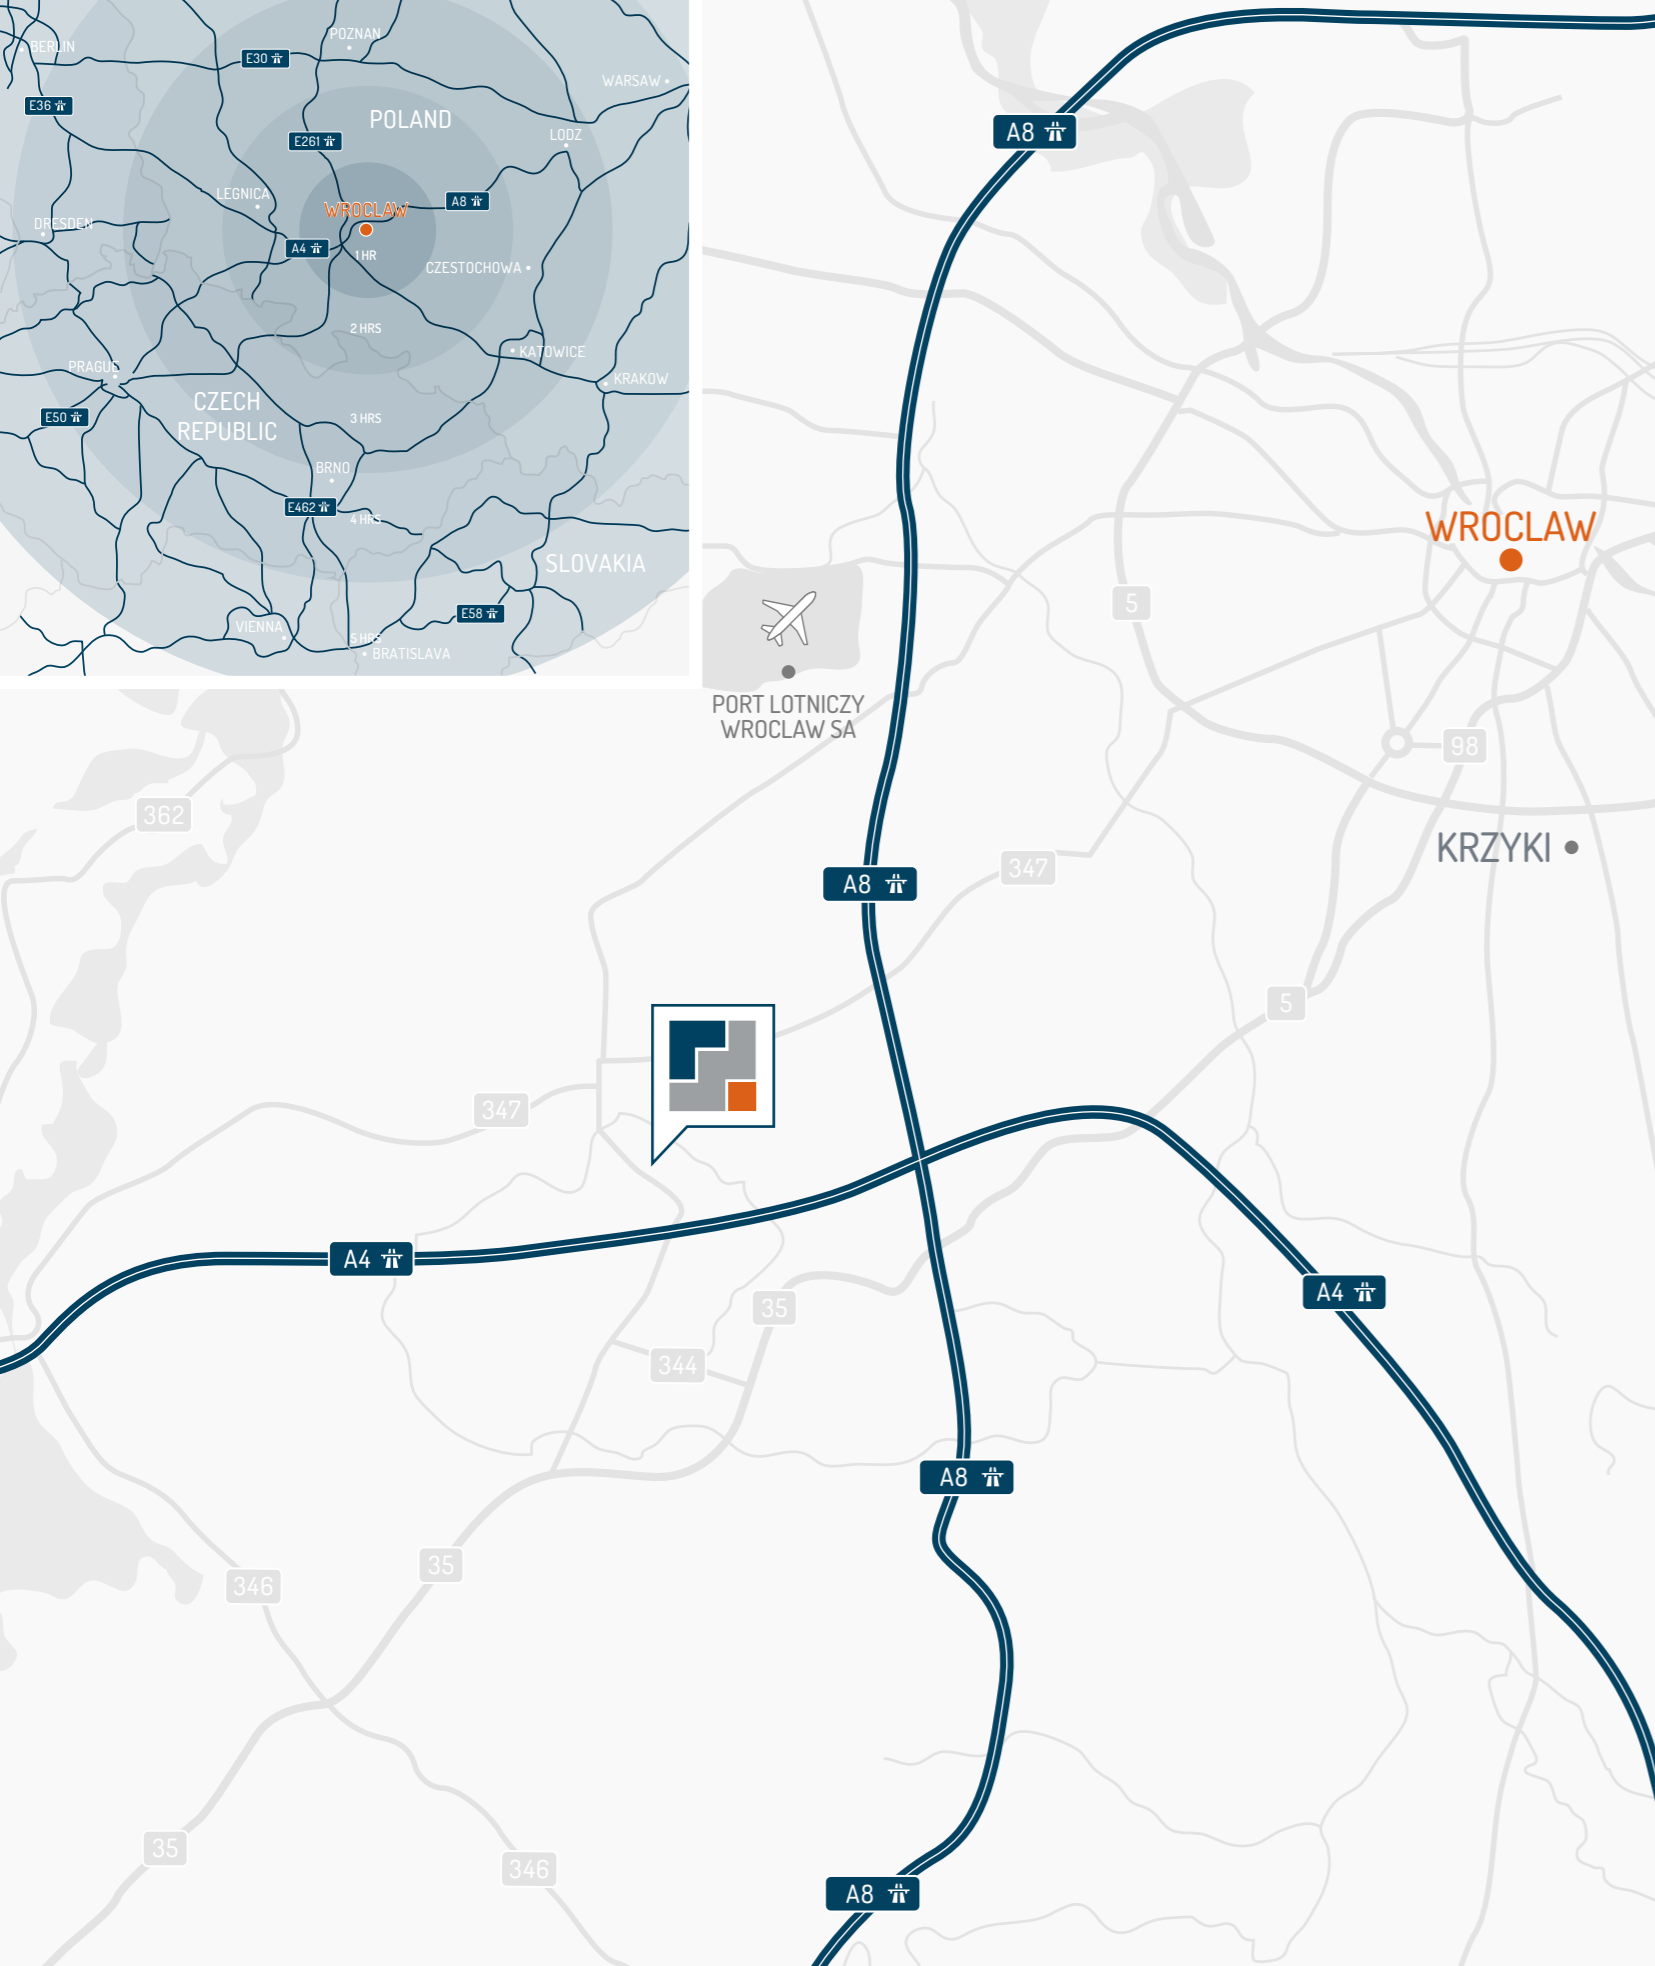 BERLIN
POZNAN
E30
WARSAW
E36
POLAND
E261
LODZ
LEGNICA
A8
WROCLAW
DRESDEN
A4
1 HR
CZESTOCHOWA
2 HRS
KATOWICE
PRAGUE
KRAKOW
CZECH
REPUBLIC
E50
3 HRS
BRNO
E462
4 HRS
SLOVAKIA
E58
VIENNA
5 HRS
BRATISLAVA
A8
WROCLAW
5
PORT LOTNICZY
WROCLAW SA
98
362
KRZYKI
347
A8
5
347
A4
A4
35
344
A8
35
346
35
346
A8